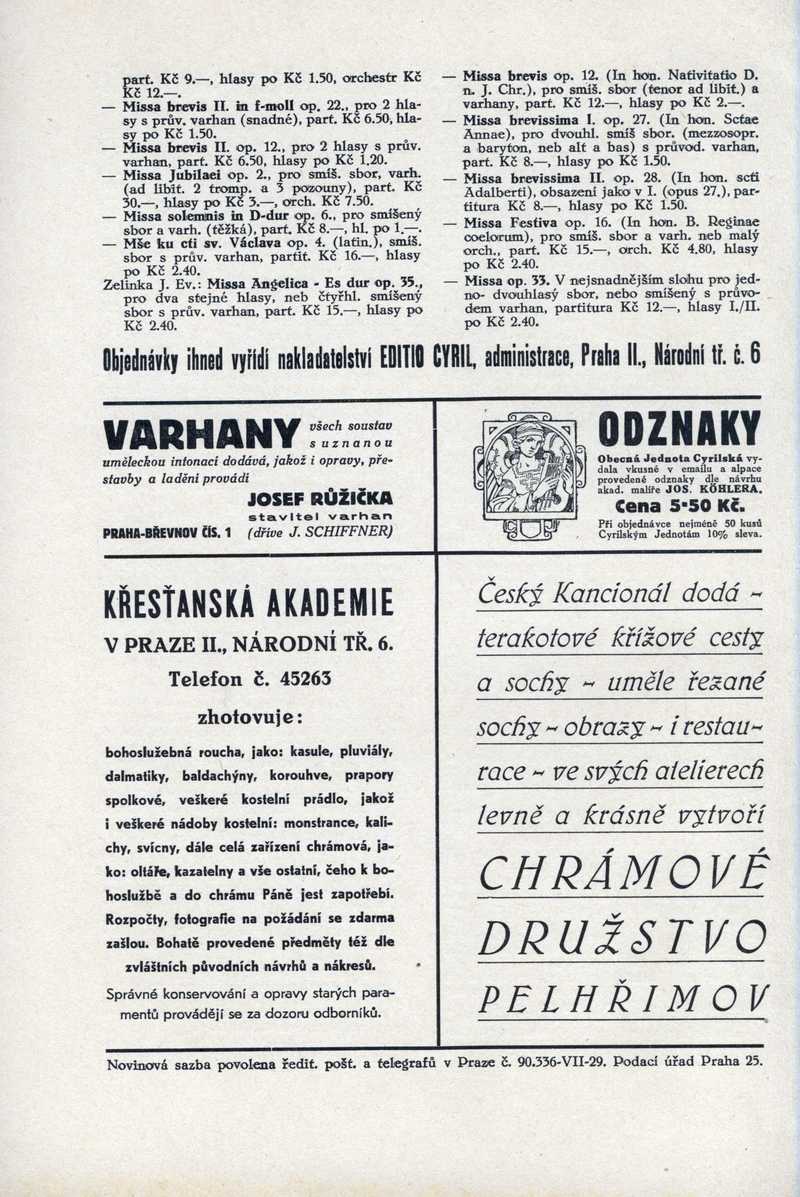 part. Kč 9.—, hlasy po Kč 1.50, orchestr Kč
Kč 12.—.
— Missa brevis II. in f-moll op. 22., pro 2 hla-
sy s prův. varhan (snadné), part. Kč 6.50, hla-
sy po Kč 1.50.
— Missa brevis II. op. 12., pro 2 hlasy s prův.
varhan, part. Kč 6.50, hlasy po Kč 1.20.
— Missa Jubilaei op. 2., pro smíš. sbor, varh.
(ad libit. 2 tromp. a 3 pozouny), part. Kč
30.—, hlasy po Kč 3.—, orch. Kč 7.50.
— Missa solemnis in D-dur op. 6., pro smíšený
sbor a varh. (těžká), part. Kč 8.—, hl. po 1.—.
— Mše ku cti sv. Václava op. 4. (latin.), smíš.
sbor s prův. varhan, partit. Kč 16.—, hlasy
po Kč 2.40.
Zelinka J. Ev.: Missa Angelica - Es dur op. 35.,
pro dva stejné hlasy, neb čtyřhl. smíšený
sbor s prův. varhan, part. Kč 15.—, hlasy po
Kč 2.40.
— Missa brevis op. 12. (In hon. Nativitatio D.
n. J. Chr.), pro smíš. sbor (tenor ad libit.) a
varhany, part. Kč 12.—, hlasy po Kč 2.—.
— Missa brevissima I. op. 27. (In hon. Sctae
Annae), pro dvouhl. smíš sbor. (mezzosopr.
a baryton, neb alt a bas) s průvod. varhan,
part. Kč 8.—, hlasy po Kč 1.50.
— Missa brevissima II. op. 28. (In hon. scti
Adalberti), obsazení jako v I. (opus 27.), par-
titura Kč 8.—, hlasy po Kč 1.50.
— Missa Festiva op. 16. (In hon. B. Reginae
coelorum), pro smíš. sbor a varh. neb malý
orch., part. Kč 15.—, orch. Kč 4.80, hlasy
po Kč 2.40.
— Missa op. 33. V nejsnadnějším slohu pro jed-
no- dvouhlasý sbor, nebo smíšený s průvo-
dem varhan, partitura Kč 12.—, hlasy I./II.
po Kč 2.40.
Objednávky ihned vyřídí nakladatelství EDITIO CYRIL, administrace, Praha II., Národní tř. č. 6
VARHANY všech soustav
s uznanou
uměleckou intonací dodává, jakož i opravy, pře-
stavby a ladění provádí
JOSEF RŮŽIČKA
stavitel varhan
PRAHA-BŘEVNOV ČÍS. 1 (dříve J. SCHIFFNER)
ODZNAKY
Obecná Jednota Cyrilská vy-
dala vkusné v emailu a alpace
provedené odznaky dle návrhu
akad. malíře JOS. KÖHLERA.
Cena 5·50 Kč.
Při objednávce nejméně 50 kusů
Cyrilským Jednotám 10% sleva.
KŘESŤANSKÁ AKADEMIE
V PRAZE II., NÁRODNÍ TŘ. 6.
Telefon č. 45263
zhotovuje:
bohoslužebná roucha, jako: kasule, pluviály,
dalmatiky, baldachýny, korouhve, prapory
spolkové, veškeré kostelní prádlo, jakož
i veškeré nádoby kostelní: monstrance, kali-
chy, svícny, dále celá zařízení chrámová, ja-
ko: oltáře, kazatelny a vše ostatní, čeho k bo-
hoslužbě a do chrámu Páně jest zapotřebí.
Rozpočty, fotografie na požádání se zdarma
zašlou. Bohatě provedené předměty též dle
zvláštních původních návrhů a nákresů.
Správné konservování a opravy starých para-
mentů provádějí se za dozoru odborníků.
Český Kancionál dodá ~
terakotové křížové cesty
a sochy ~ uměle řezané
sochy ~ obrazy ~ i restau~
race ~ ve svých atelierech
levně a krásně vytvoří
CHRÁMOVÉ
DRUŽSTVO
PELHŘIMOV
Novinová sazba povolena ředit. pošt. a telegrafů v Praze č. 90.336-VII-29. Podací úřad Praha 25.